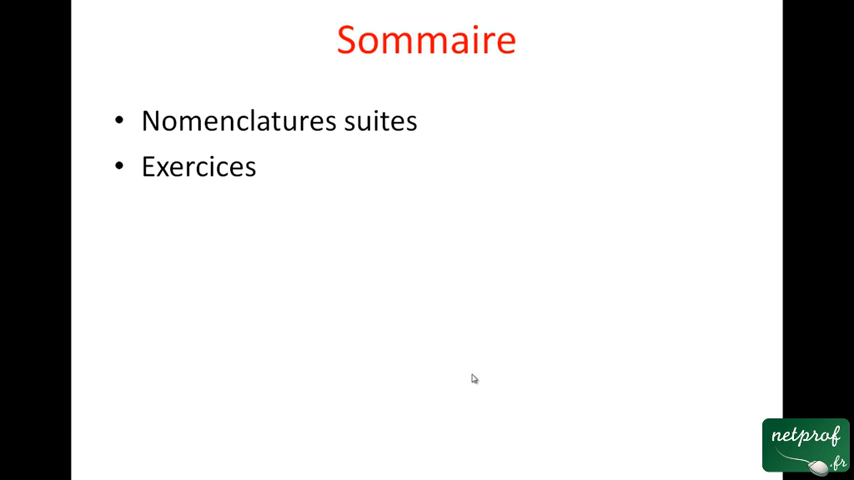 Sommaire
• Nomenclatures suites
• Exercices
netprof
.fr